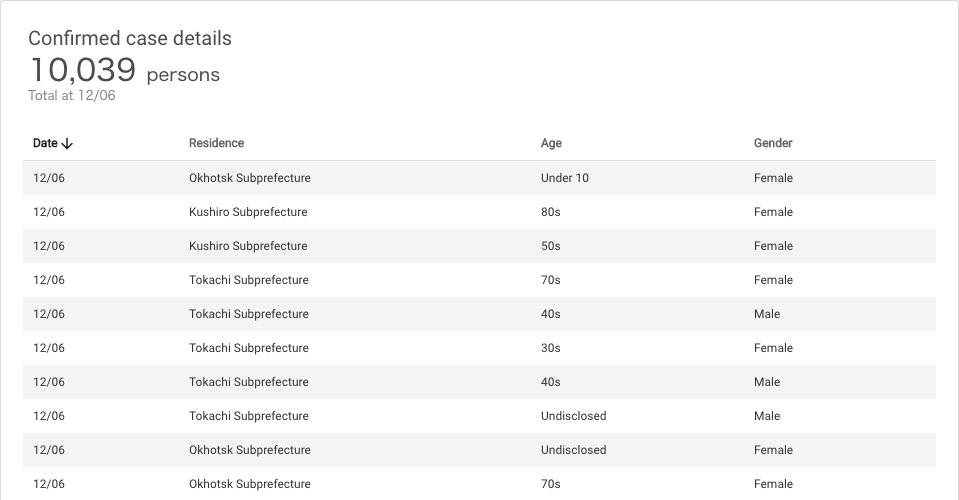 Confirmed case details
10,039 persons
Total at 12/06
Date Residence Age Gender
12/06 Okhotsk Subprefecture Under 10 Female
12/06 Kushiro Subprefecture 80s Female
12/06 Kushiro Subprefecture 50s Female
12/06 Tokachi Subprefecture 70s Female
12/06 Tokachi Subprefecture 40s Male
12/06 Tokachi Subprefecture 30s Female
12/06 Tokachi Subprefecture 40s Male
12/06 Tokachi Subprefecture Undisclosed Male
12/06 Okhotsk Subprefecture Undisclosed Female
12/06 Okhotsk Subprefecture 70s Female